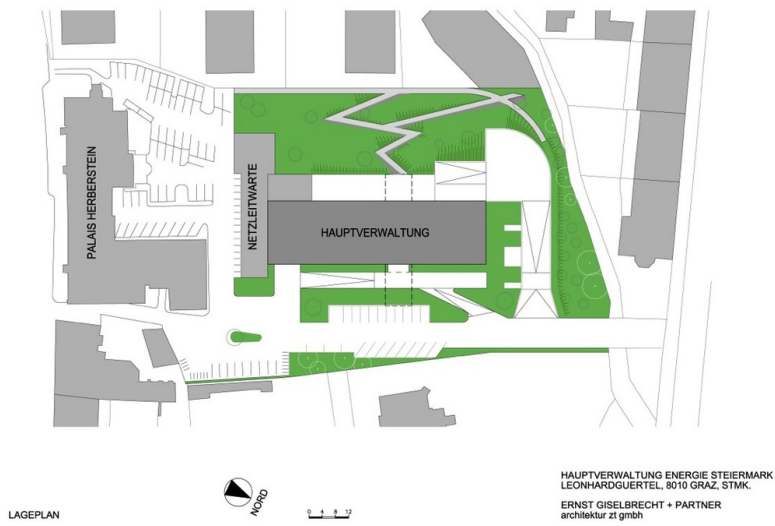 PALAIS HERBERSTEIN
NETZLEITWARTE
HAUPTVERWALTUNG
LAGEPLAN
NORD
0 4 8 12
HAUPTVERWALTUNG ENERGIE STEIERMARK
LEONHARDGUERTEL, 8010 GRAZ, STMK.
ERNST GISELBRECHT + PARTNER
architektur zt gmbh